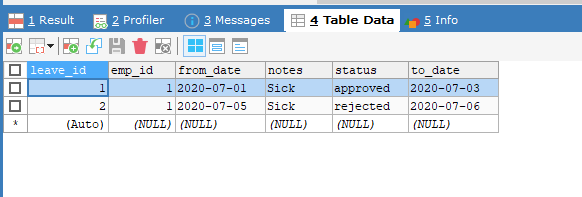 1 Result 2 Profiler 3 Messages 4 Table Data 5 Info
leave_id emp_id from_date notes status to_date
1 1 2020-07-01 Sick approved 2020-07-03
2 1 2020-07-05 Sick rejected 2020-07-06
* (Auto) (NULL) (NULL) (NULL) (NULL) (NULL)